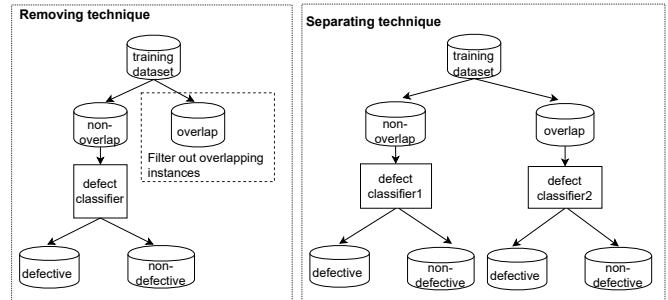 Removing technique
training
dataset
non-
overlap
overlap
Filter out overlapping
instances
defect
classifier
defective
non-
defective
Separating technique
training
dataset
non-
overlap
overlap
defect
classifier1
defect
classifier2
defective
non-
defective
defective
non-
defective